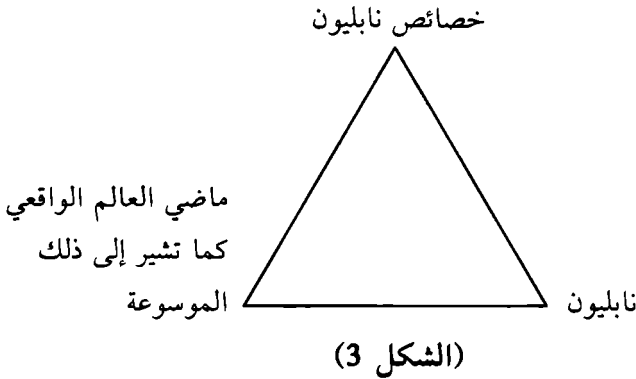 خصائص نابليون
ماضي العالم الواقعي
كما تشير إلى ذلك
الموسوعة
نابليون
(الشكل 3)